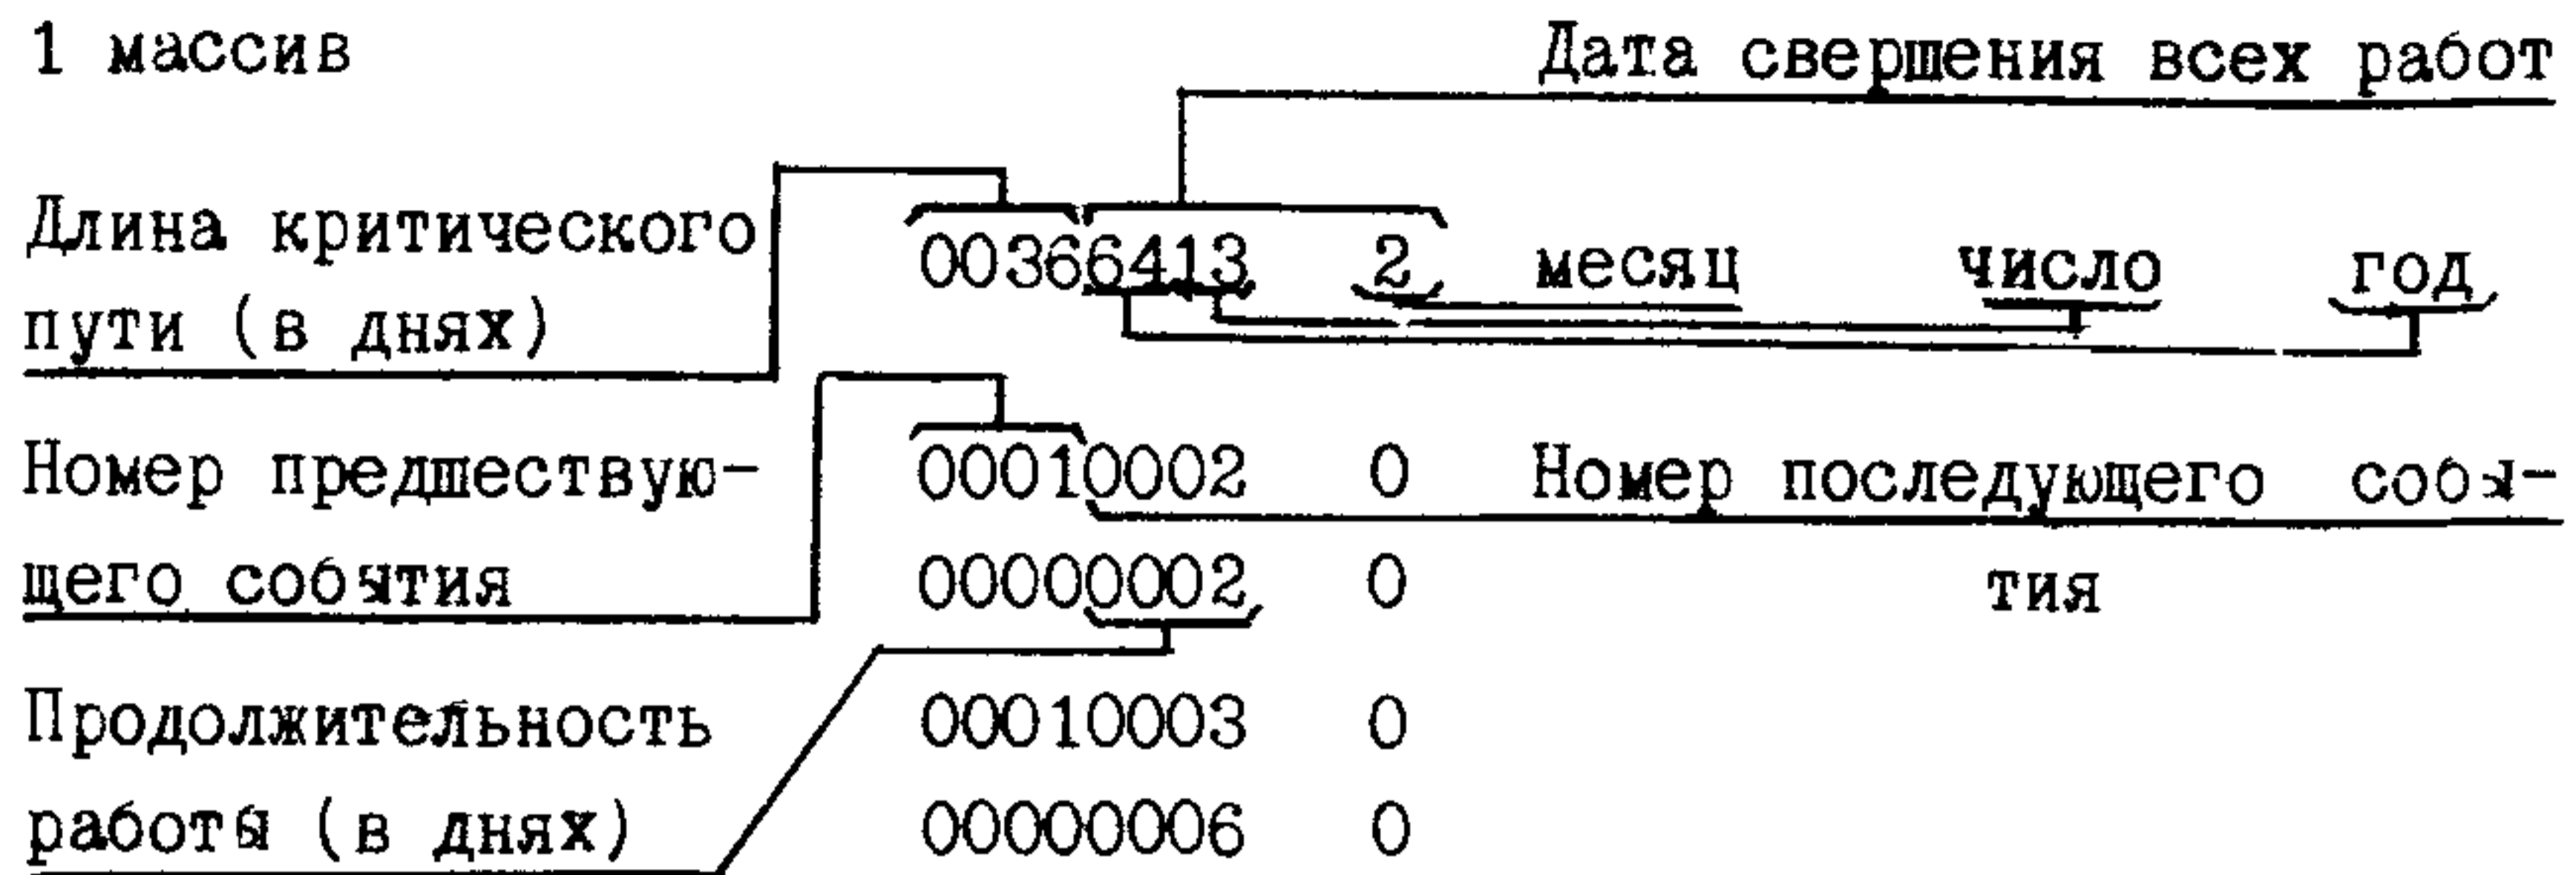 1 массив Дата свершения всех работ
Длина критического 00366413 2 месяц число год
пути (в днях)
Номер предшествую- 00010002 0 Номер последующего собы-
щего события 00000002 0 тия
Продолжительность 00010003 0
работы (в днях) 00000006 0